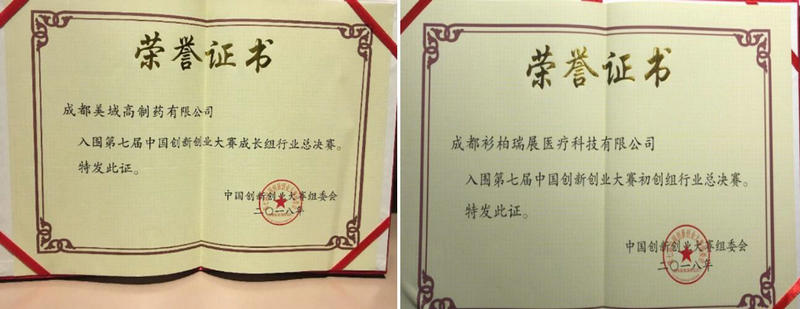 荣誉证书
成都美域高制药有限公司
入围第七届中国创新创业大赛成长组行业总决赛。
特发此证。
中国创新创业大赛组委会
二〇一八年
荣誉证书
成都衫柏瑞展医疗科技有限公司
入围第七届中国创新创业大赛初创组行业总决赛。
特发此证。
中国创新创业大赛组委会
二〇一八年